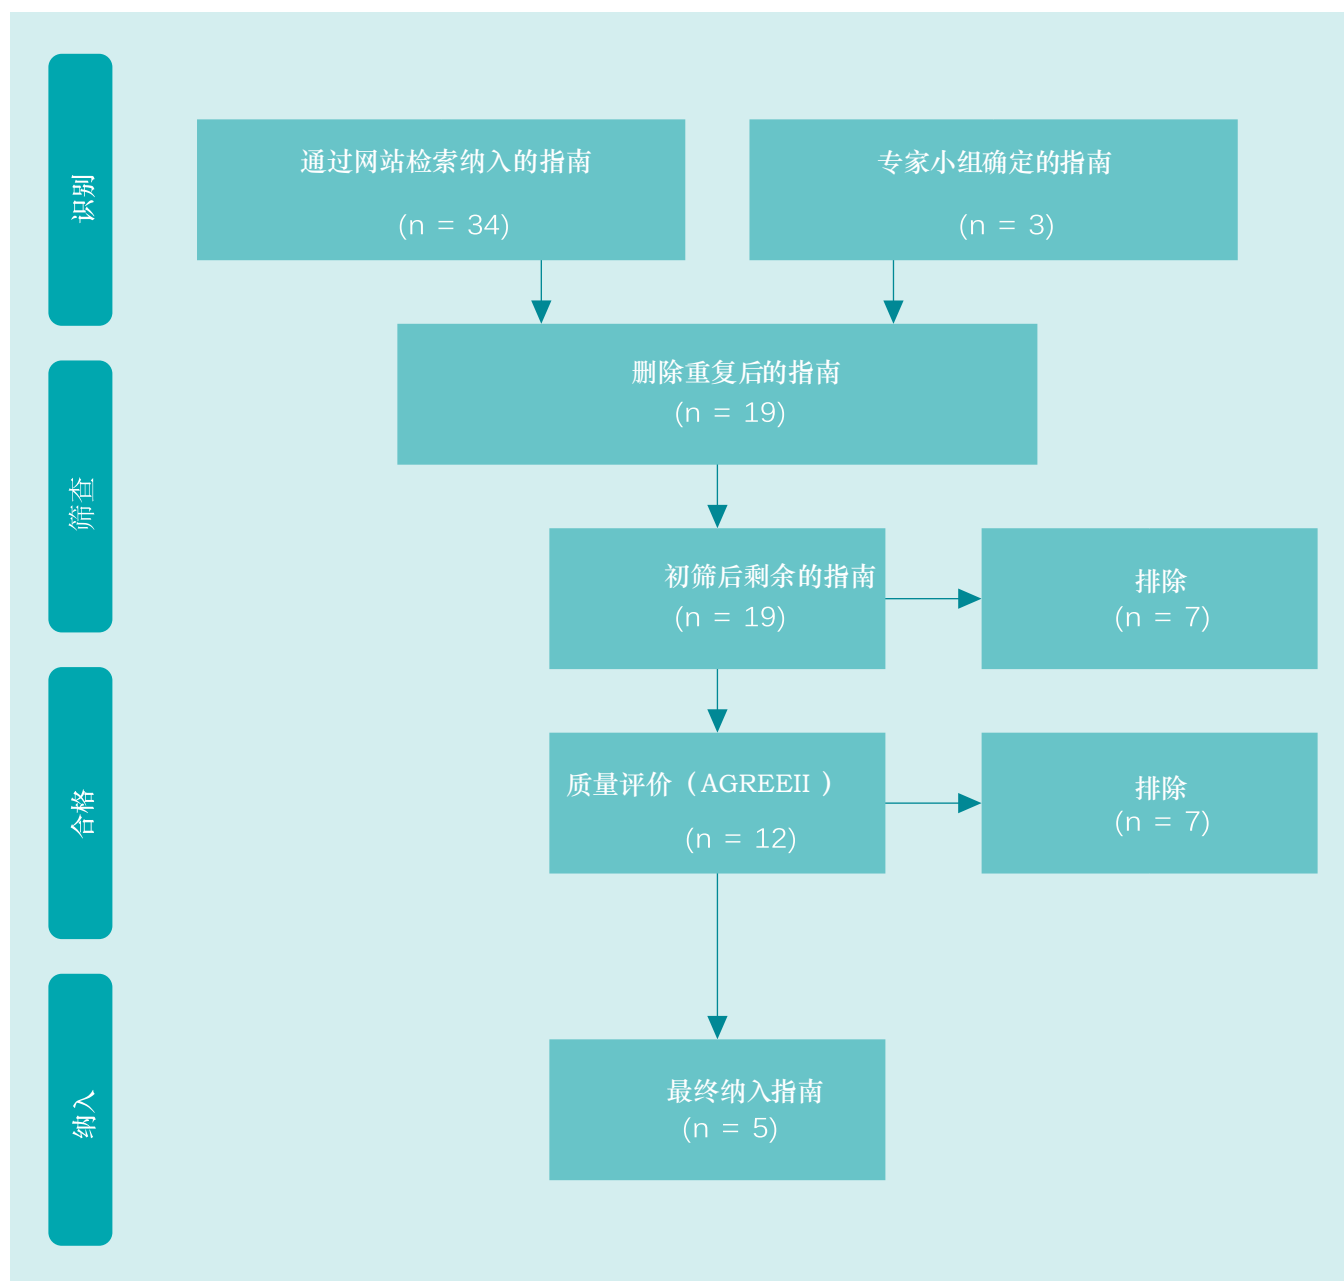 识别
通过网站检索纳入的指南
(n = 34)
专家小组确定的指南
(n = 3)
筛查
删除重复后的指南
(n = 19)
初筛后剩余的指南
(n = 19)
排除
(n = 7)
合格
质量评价（AGREEII ）
(n = 12)
排除
(n = 7)
纳入
最终纳入指南
(n = 5)